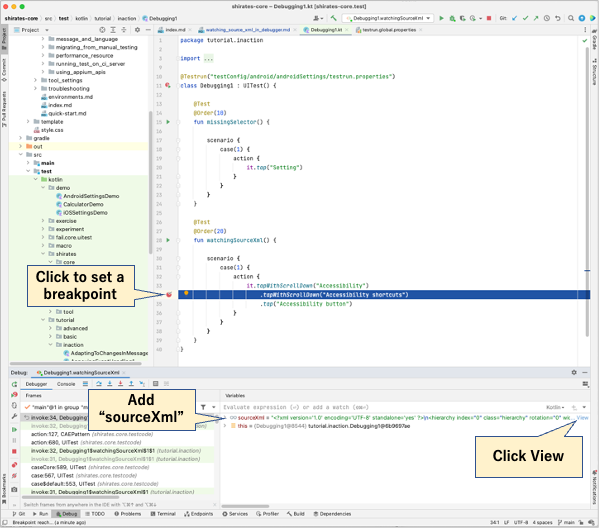 shirates-core – Debugging1.kt [shirates-core.test]
shirates-core
src
test
kotlin
tutorial
inaction
Debugging1
Debugging1.watchingSourceXml
Git:
Project
index.md
watching_source_xml_in_debugger.md
Debugging1.kt
testrun.global.properties
Project
Commit
Pull Requests
Gradle
Structure
message_and_language
migrating_from_manual_testing
performance_resource
running_test_on_ci_server
using_appium_apis
tool_settings
troubleshooting
environments.md
index.md
quick-start.md
template
style.css
gradle
out
src
main
test
kotlin
demo
AndroidSettingsDemo
CalculatorDemo
iOSSettingsDemo
exercise
experiment
fail.core.uitest
macro
shirates
core
tool
tutorial
advanced
basic
inaction
AdaptingToChangesInMessage
package tutorial.inaction
import ...
@Testrun("testConfig/android/androidSettings/testrun.properties")
class Debugging1 : UITest() {
@Test
@Order(10)
fun missingSelector() {
scenario {
case(1) {
action {
it.tap("Setting")
}
}
}
}
@Test
@Order(20)
fun watchingSourceXml() {
scenario {
case(1) {
action {
it.tapWithScrollDown("Accessibility")
.tapWithScrollDown("Accessibility shortcuts")
.tap("Accessibility button")
}
}
}
}
}
Click to set a
breakpoint
Debug:
Debugging1.watchingSourceXml
Debugger
Console
Frames
"main"@1 in group "m
invoke:34, Debugging1
invoke:32, Debugging1
invoke:32, Debugging1$watchingSourceXml$1$1 (tutorial.inaction)
action:127, CAEPattern (shirates.core.testcode)
action:680, UITest (shirates.core.testcode)
invoke:32, Debugging1$watchingSourceXml$1$1 (tutorial.inaction)
caseCore:589, UITest (shirates.core.testcode)
case:567, UITest (shirates.core.testcode)
case$default:553, UITest (shirates.core.testcode)
invoke:31, Debugging1$watchingSourceXml$1 (tutorial.inaction)
Switch frames from anywhere in the IDE with
Add
“sourceXml”
Variables
Evaluate expression (⏎) or add a watch
Kotlin
sourceXml = "<?xml version='1.0' encoding='UTF-8' standalone='yes' ?>\n<hierarchy index="0" class="hierarchy" rotation="0"
View
this = {Debugging1@8544} tutorial.inaction.Debugging1@6b9697ae
Click View
Bookmarks
Notifications
Git
Run
Debug
TODO
Problems
Terminal
Endpoints
Services
Profiler
Build
Dependencies
Breakpoint reached (a minute ago)
34:1
LF
UTF-8
4 spaces
main